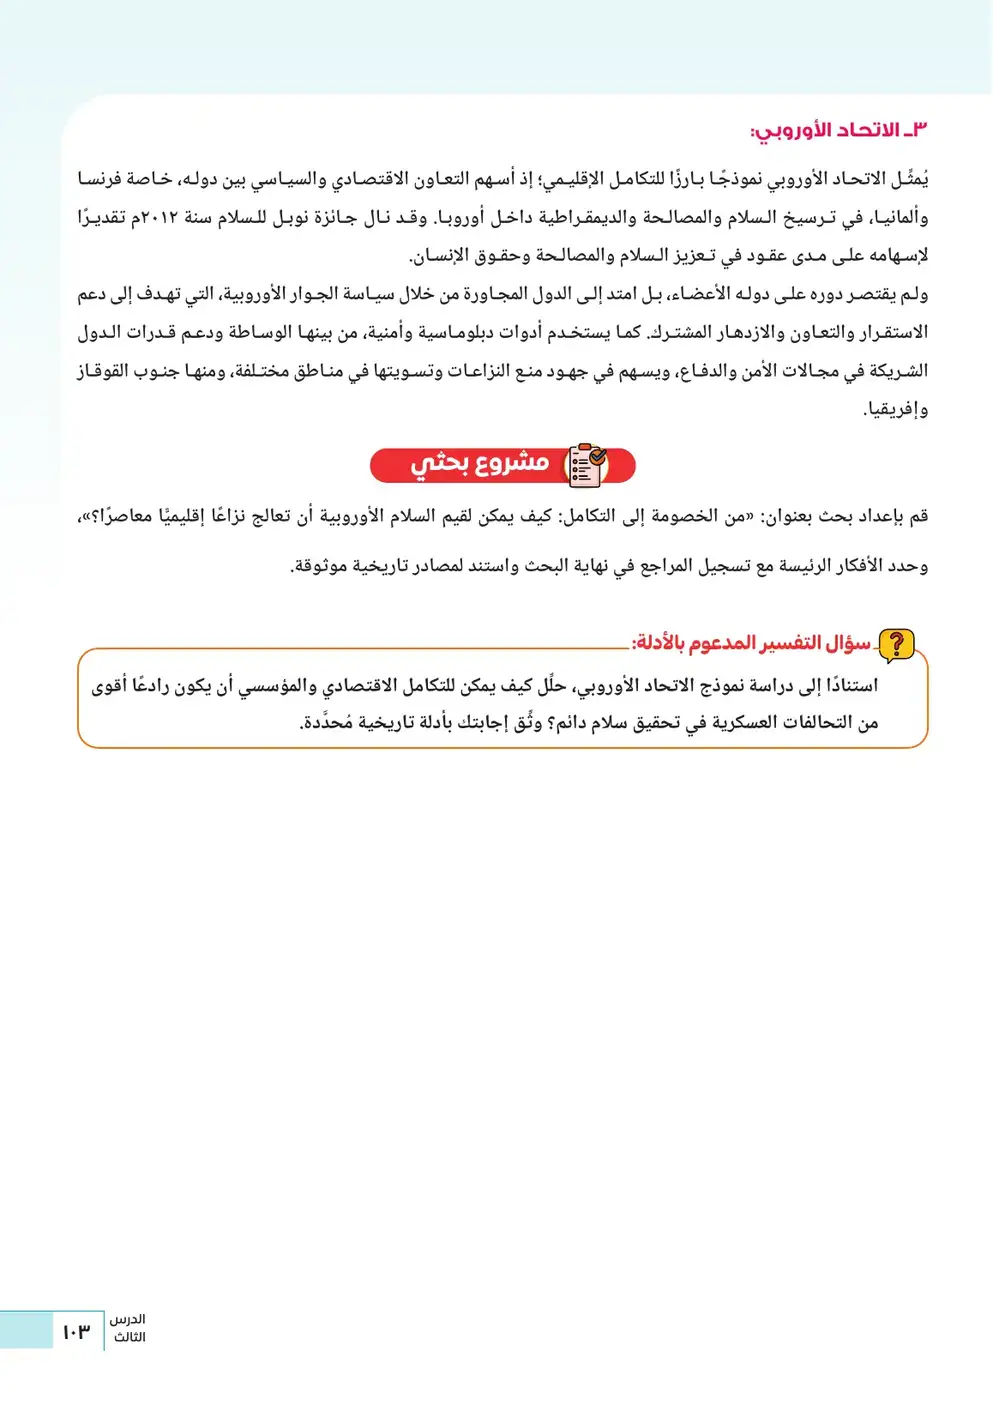 ٣ـ الاتحاد الأوروبي:
يُمثِّل الاتحاد الأوروبي نموذجًا بارزًا للتكامل الإقليمي؛ إذ أسهم التعاون الاقتصادي والسياسي بين دوله، خاصة فرنسا
وألمانيا، في ترسيخ السلام والمصالحة والديمقراطية داخل أوروبا. وقد نال جائزة نوبل للسلام سنة ٢٠١٢م تقديرًا
لإسهامه على مدى عقود في تعزيز السلام والمصالحة وحقوق الإنسان.
ولم يقتصر دوره على دوله الأعضاء، بل امتد إلى الدول المجاورة من خلال سياسة الجوار الأوروبية، التي تهدف إلى دعم
الاستقرار والتعاون والازدهار المشترك. كما يستخدم أدوات دبلوماسية وأمنية، من بينها الوساطة ودعم قدرات الدول
الشريكة في مجالات الأمن والدفاع، ويسهم في جهود منع النزاعات وتسويتها في مناطق مختلفة، ومنها جنوب القوقاز
وإفريقيا.
مشروع بحثي
قم بإعداد بحث بعنوان: «من الخصومة إلى التكامل: كيف يمكن لقيم السلام الأوروبية أن تعالج نزاعًا إقليميًّا معاصرًا؟»،
وحدد الأفكار الرئيسة مع تسجيل المراجع في نهاية البحث واستند لمصادر تاريخية موثوقة.
سؤال التفسير المدعوم بالأدلة:
استنادًا إلى دراسة نموذج الاتحاد الأوروبي، حلِّل كيف يمكن للتكامل الاقتصادي والمؤسسي أن يكون رادعًا أقوى
من التحالفات العسكرية في تحقيق سلام دائم؟ وثِّق إجابتك بأدلة تاريخية مُحدَّدة.
الدرس
الثالث
١٠٣